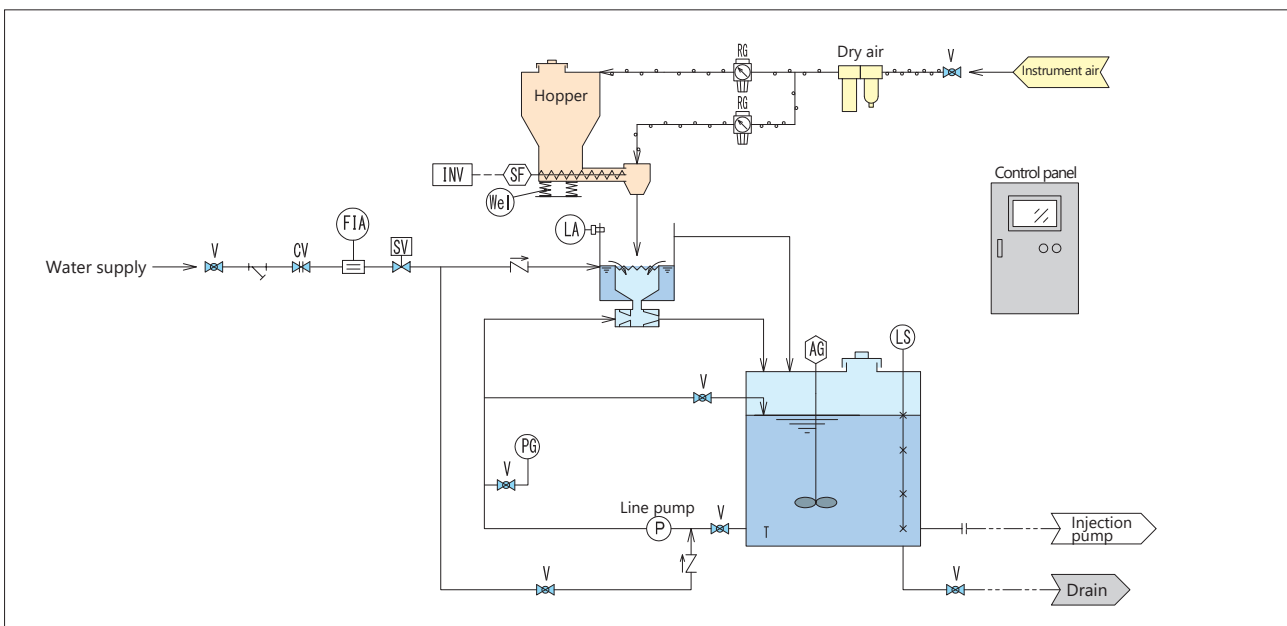 RG
Dry air
V
Instrument air
Hopper
RG
INV
SF
Wel
Control panel
FIA
LA
V
CV
SV
Water supply
AG
LS
V
PG
V
Line pump
V
P
T
Injection
pump
V
V
Drain